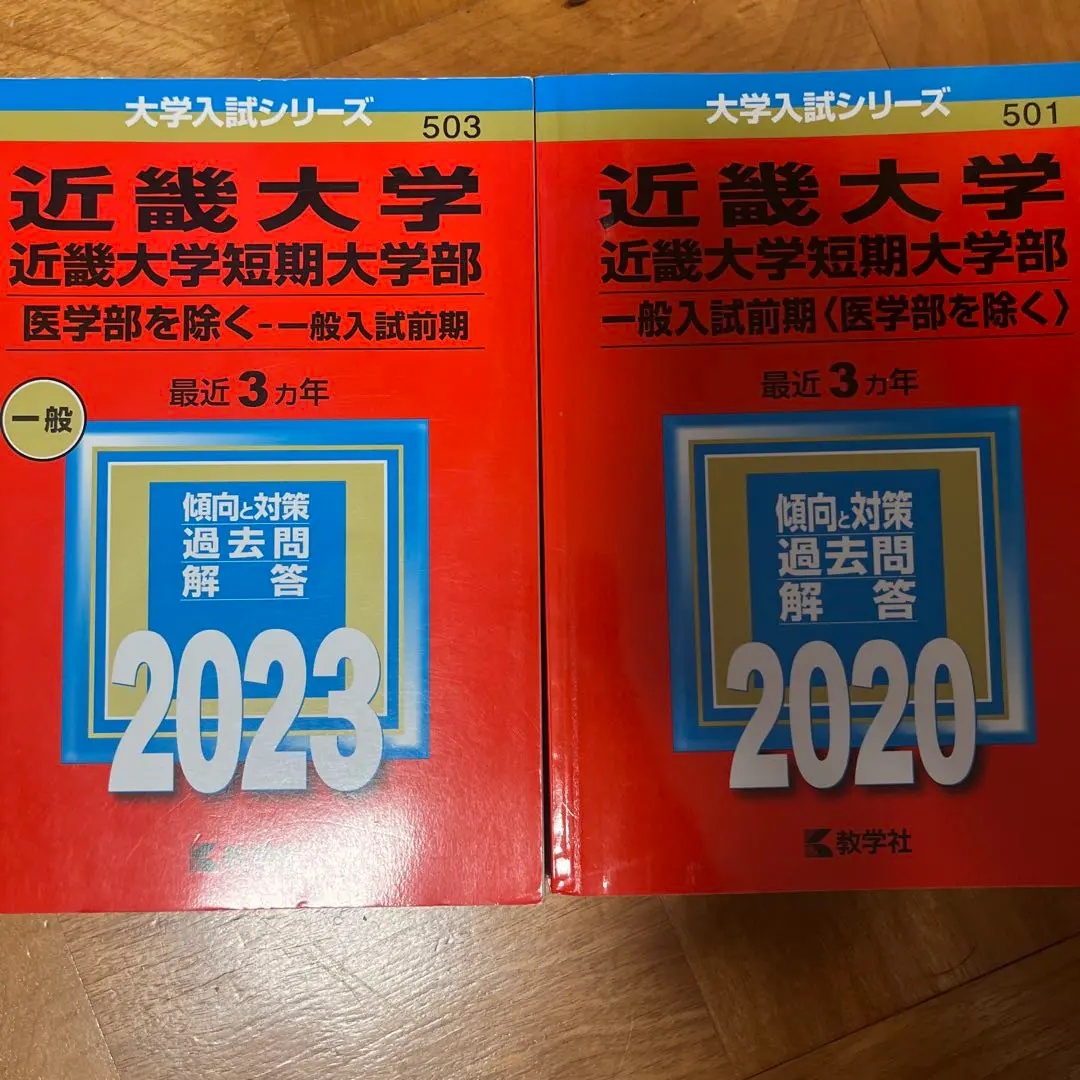 大学入試シリーズ
503
近畿大学
近畿大学短期大学部
医学部を除く-一般入試前期
最近3ヵ年
一般
傾向と対策
過去問
解答
2023
教学社
大学入試シリーズ
501
近畿大学
近畿大学短期大学部
一般入試前期〈医学部を除く〉
最近3ヵ年
傾向と対策
過去問
解答
2020
教学社